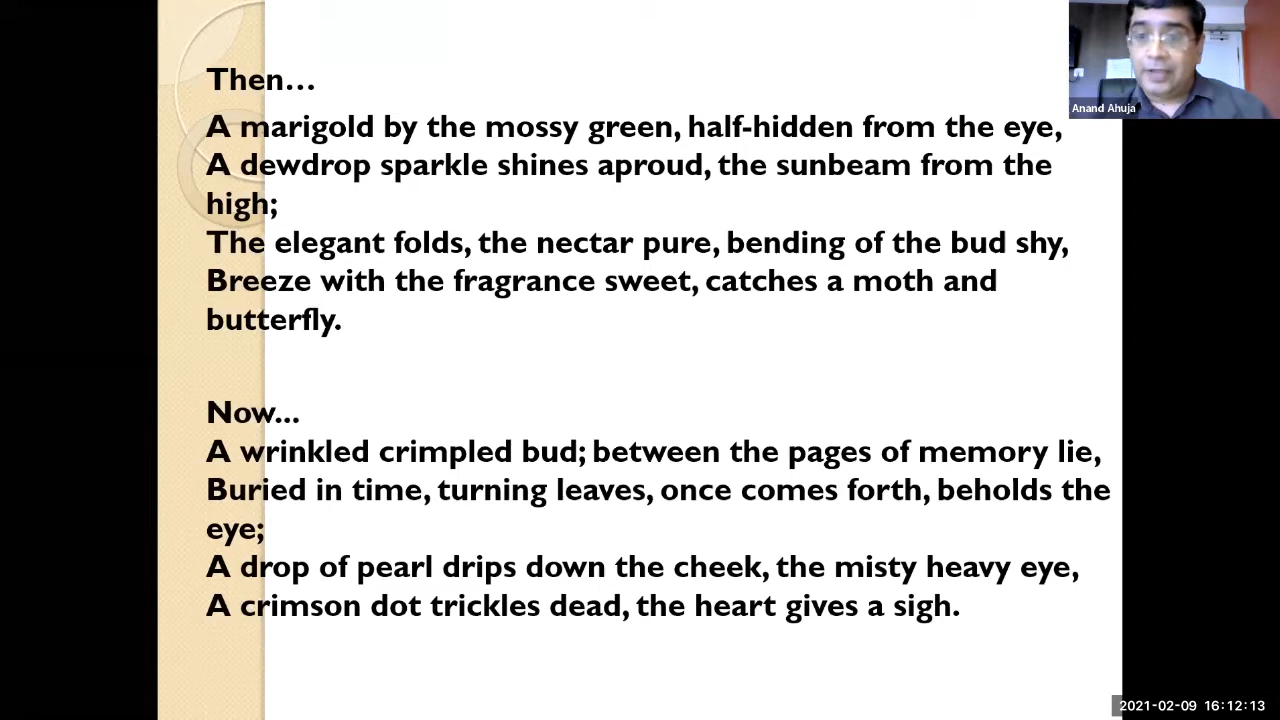 Then…
A marigold by the mossy green, half-hidden from the eye,
A dewdrop sparkle shines aproud, the sunbeam from the
high;
The elegant folds, the nectar pure, bending of the bud shy,
Breeze with the fragrance sweet, catches a moth and
butterfly.
Now...
A wrinkled crimpled bud; between the pages of memory lie,
Buried in time, turning leaves, once comes forth, beholds the
eye;
A drop of pearl drips down the cheek, the misty heavy eye,
A crimson dot trickles dead, the heart gives a sigh.
Anand Ahuja
2021-02-09 16:12:13